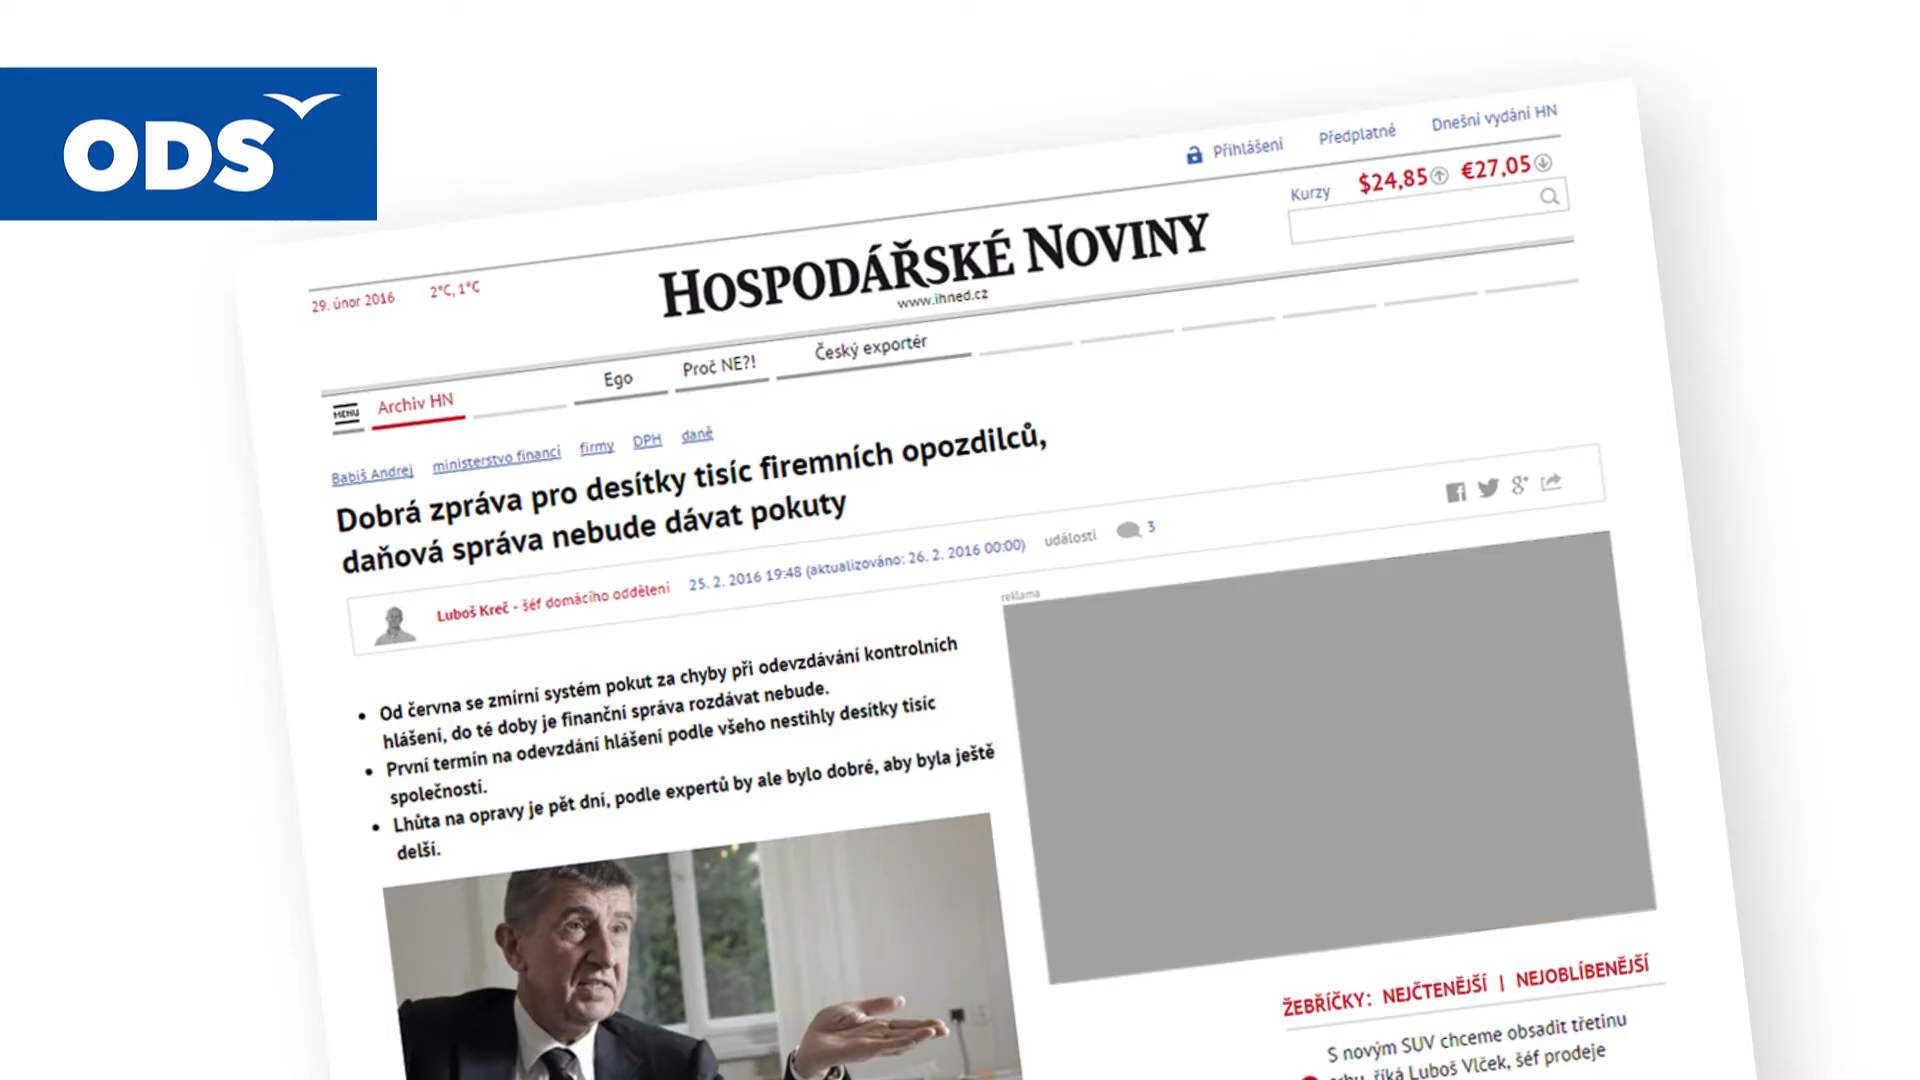 ODS
Přihlášení
Předplatné
Dnešní vydání HN
Kurzy
$24,85
€27,05
29. únor 2016
2°C, 1°C
HOSPODÁŘSKÉ NOVINY
www.ihned.cz
MENU
Archiv HN
Ego
Proč NE?!
Český exportér
Babiš Andrej ministerstvo financí firmy DPH daně
Dobrá zpráva pro desítky tisíc firemních opozdilců,
daňová správa nebude dávat pokuty
Luboš Kreč - šéf domácího oddělení
25. 2. 2016 19:48 (aktualizováno: 26. 2. 2016 00:00)
události
3
reklama
• Od června se zmírní systém pokut za chyby při odevzdávání kontrolních
hlášení, do té doby je finanční správa rozdávat nebude.
• První termín na odevzdání hlášení podle všeho nestihly desítky tisíc
společností.
• Lhůta na opravy je pět dní, podle expertů by ale bylo dobré, aby byla ještě
delší.
ŽEBŘÍČKY: NEJČTENĚJŠÍ | NEJOBLÍBENĚJŠÍ
S novým SUV chceme obsadit třetinu
říká Luboš Vlček, šéf prodeje